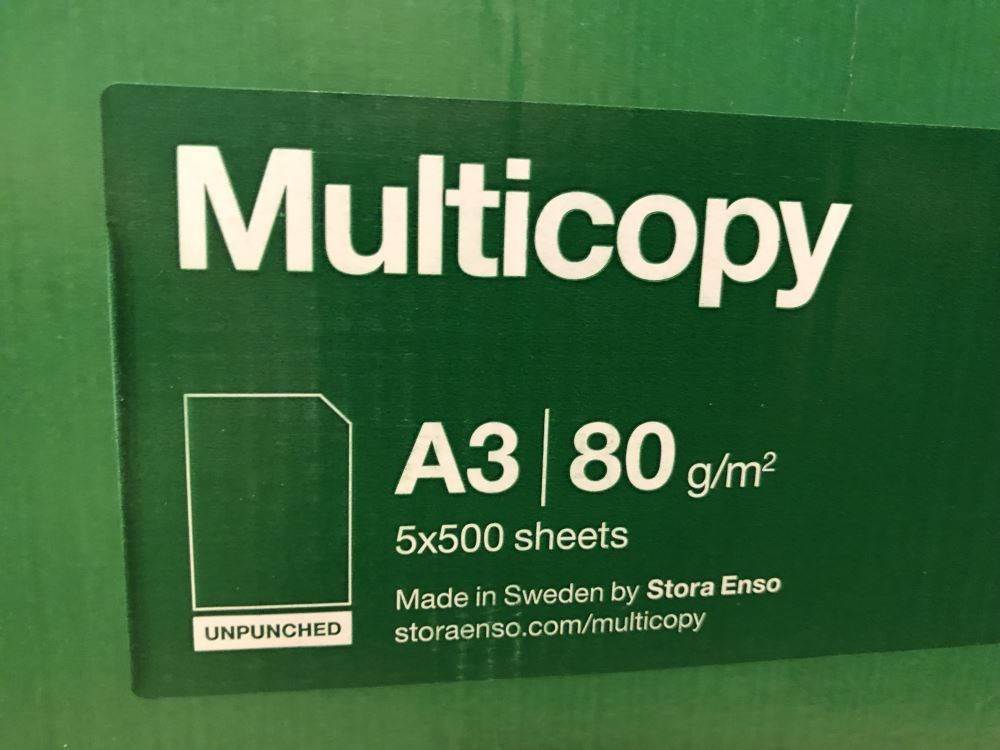 Multicopy
A3 | 80 g/m²
5x500 sheets
Made in Sweden by Stora Enso
storaenso.com/multicopy
UNPUNCHED